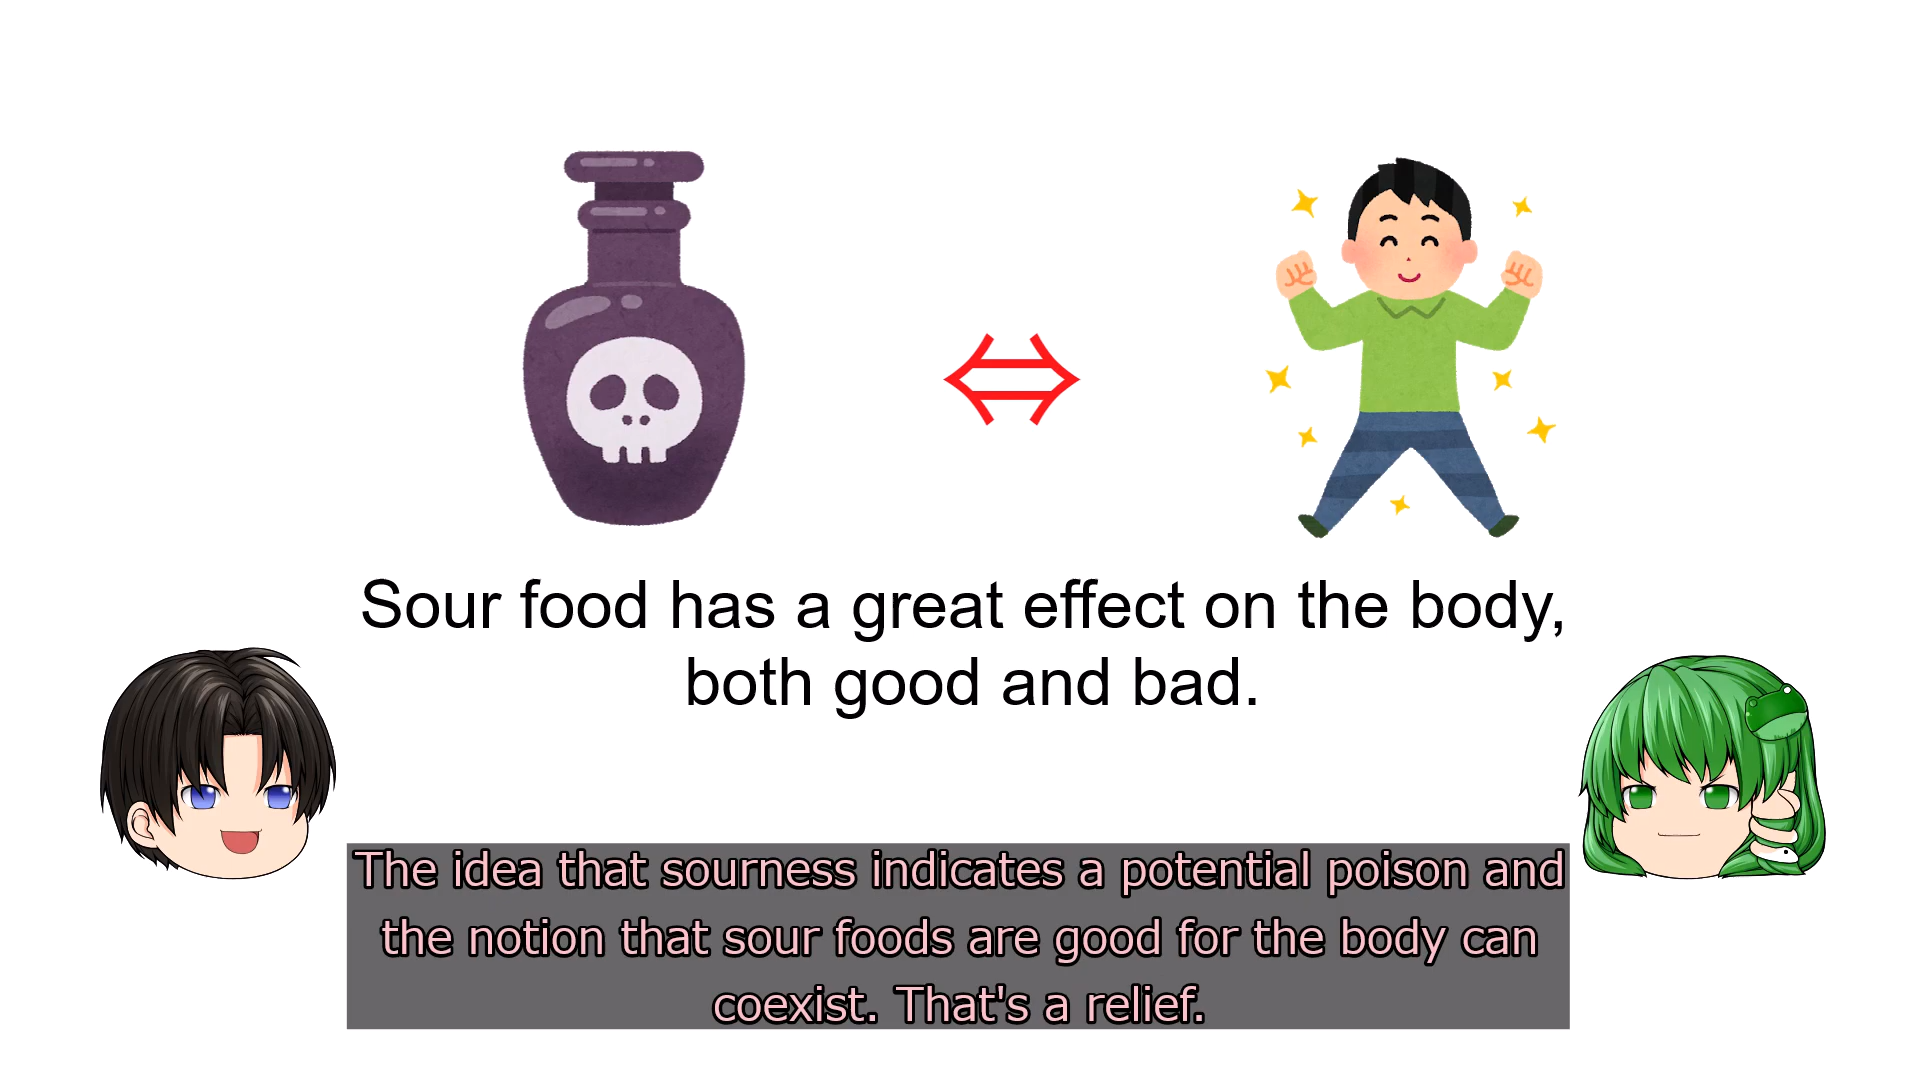 Sour food has a great effect on the body,
both good and bad.
The idea that sourness indicates a potential poison and
the notion that sour foods are good for the body can
coexist. That's a relief.